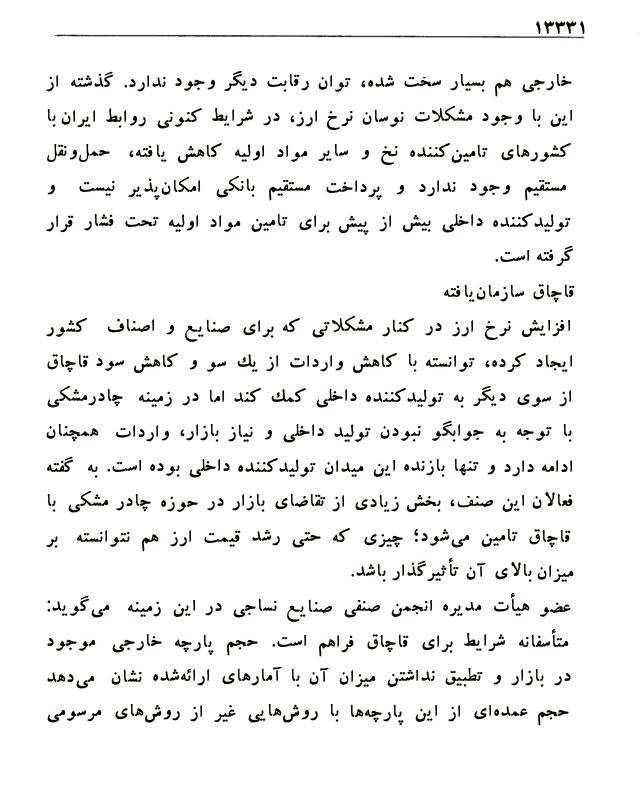 ۱۳۳۳۱
خارجی هم بسیار سخت شده، توان رقابت دیگر وجود ندارد. گذشته از
این با وجود مشکلات نوسان نرخ ارز، در شرایط کنونی روابط ایران با
کشورهای تامین‌کننده نخ و سایر مواد اولیه کاهش یافته، حمل‌ونقل
مستقیم وجود ندارد و پرداخت مستقیم بانکی امکان‌پذیر نیست و
تولیدکننده داخلی بیش از پیش برای تامین مواد اولیه تحت فشار قرار
گرفته است.
قاچاق سازمان‌یافته
افزایش نرخ ارز در کنار مشکلاتی که برای صنایع و اصناف کشور
ایجاد کرده، توانسته با کاهش واردات از یك سو و کاهش سود قاچاق
از سوی دیگر به تولیدکننده داخلی کمك کند اما در زمینه چادرمشکی
با توجه به جوابگو نبودن تولید داخلی و نیاز بازار، واردات همچنان
ادامه دارد و تنها بازنده این میدان تولیدکننده داخلی بوده است. به گفته
فعالان این صنف، بخش زیادی از تقاضای بازار در حوزه چادر مشکی با
قاچاق تامین می‌شود؛ چیزی که حتی رشد قیمت ارز هم نتوانسته بر
میزان بالای آن تأثیرگذار باشد.
عضو هیأت مدیره انجمن صنفی صنایع نساجی در این زمینه می‌گوید:
متأسفانه شرایط برای قاچاق فراهم است. حجم پارچه خارجی موجود
در بازار و تطبیق نداشتن میزان آن با آمارهای ارائه‌شده نشان می‌دهد
حجم عمده‌ای از این پارچه‌ها با روش‌هایی غیر از روش‌های مرسومی